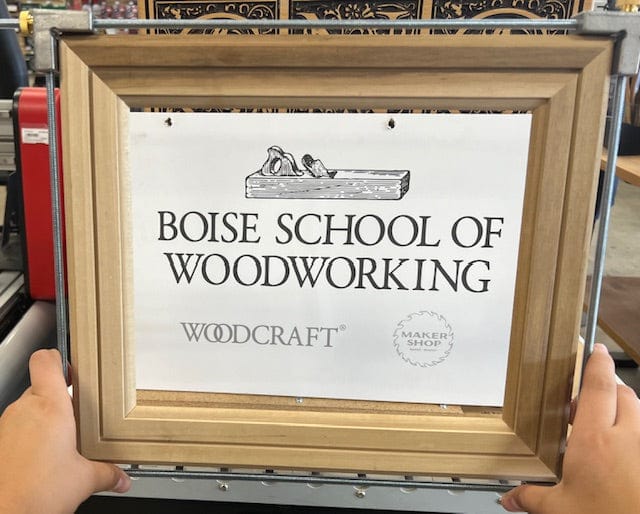 BOISE SCHOOL OF
WOODWORKING
WOODCRAFT®
MAKER
SHOP